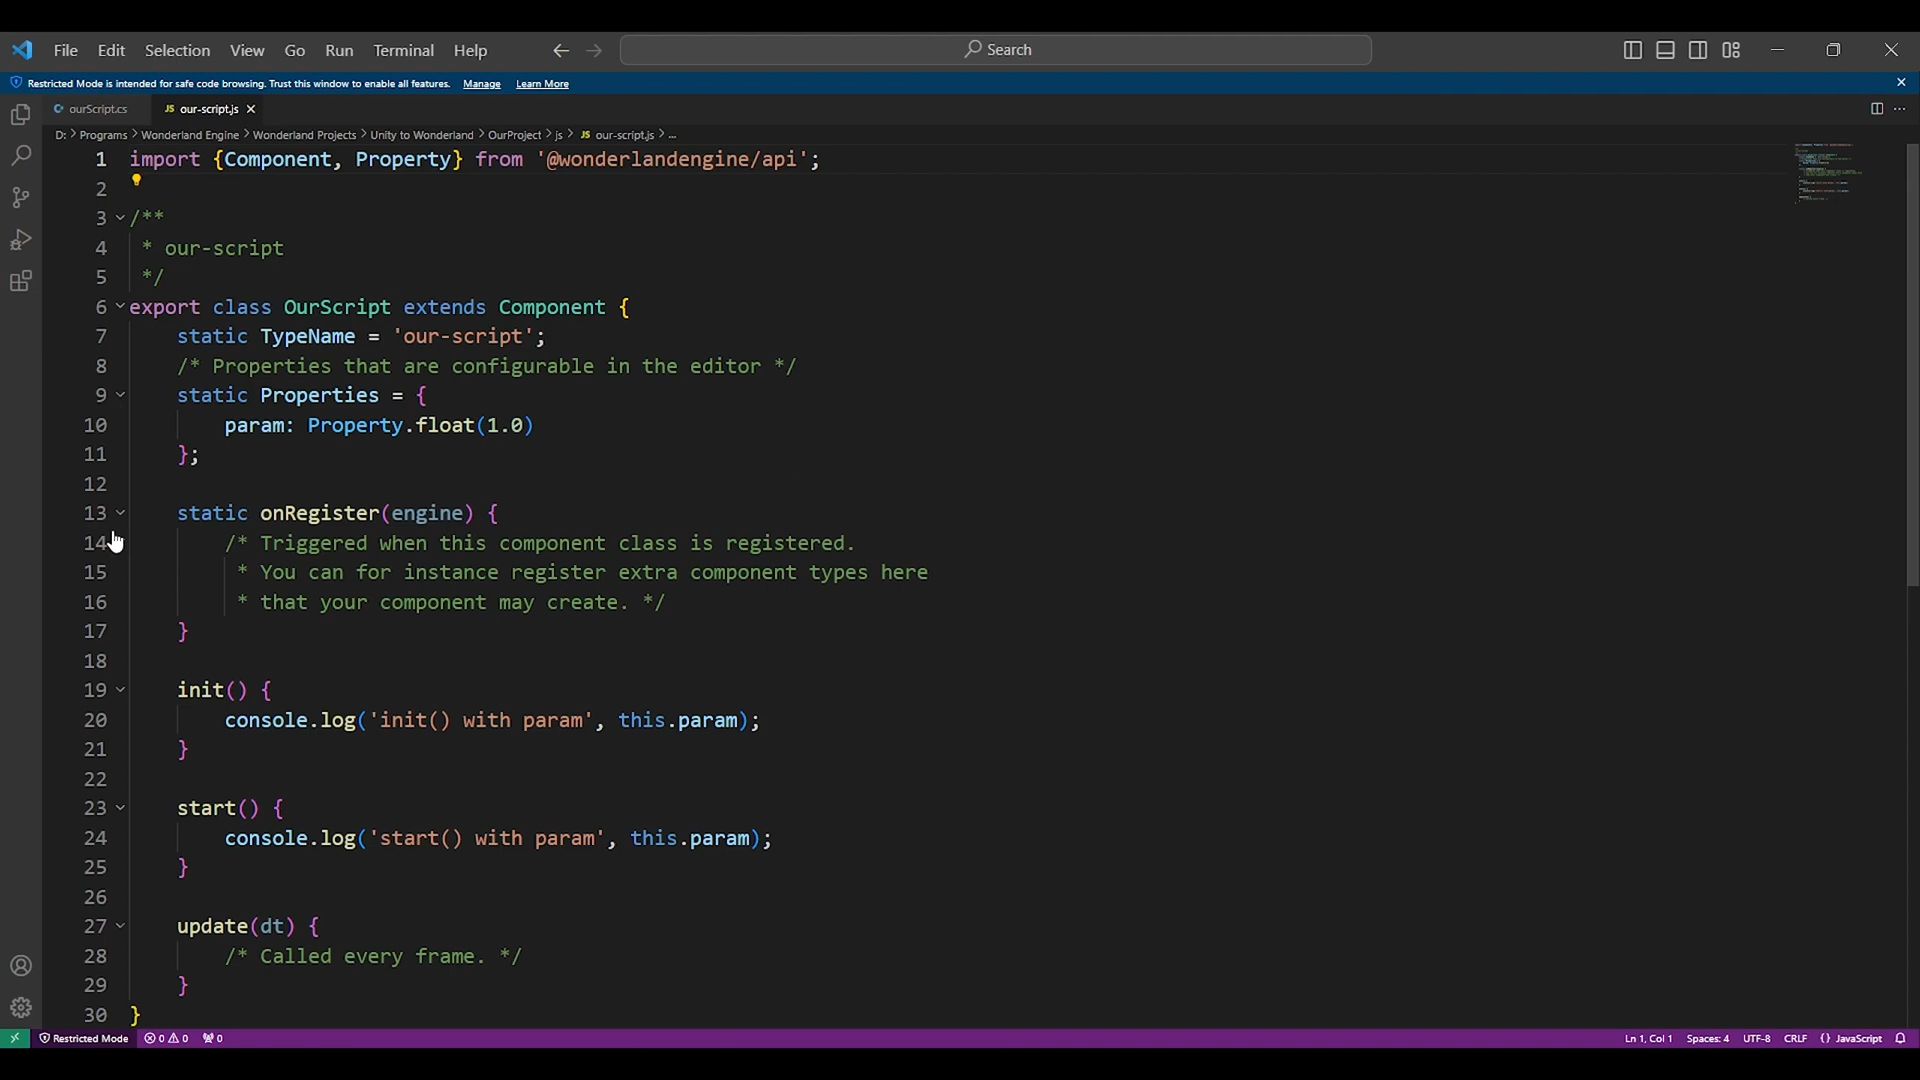 File Edit Selection View Go Run Terminal Help Search
Restricted Mode is intended for safe code browsing. Trust this window to enable all features. Manage Learn More
ourScript.cs JS our-script.js
D: > Programs > Wonderland Engine > Wonderland Projects > Unity to Wonderland > OurProject > js > JS our-script.js > ...
1 import {Component, Property} from '@wonderlandengine/api';
2
3 /**
4  * our-script
5  */
6 export class OurScript extends Component {
7     static TypeName = 'our-script';
8     /* Properties that are configurable in the editor */
9     static Properties = {
10         param: Property.float(1.0)
11     };
12
13     static onRegister(engine) {
14         /* Triggered when this component class is registered.
15          * You can for instance register extra component types here
16          * that your component may create. */
17     }
18
19     init() {
20         console.log('init() with param', this.param);
21     }
22
23     start() {
24         console.log('start() with param', this.param);
25     }
26
27     update(dt) {
28         /* Called every frame. */
29     }
30 }
Restricted Mode 0 0 0 Ln 1, Col 1 Spaces: 4 UTF-8 CRLF {} JavaScript